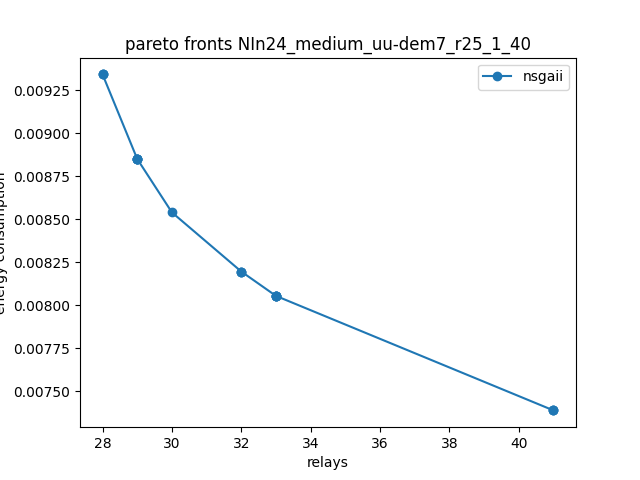 pareto fronts NIn24_medium_uu-dem7_r25_1_40
nsgaii
0.00925
0.00900
0.00875
0.00850
0.00825
0.00800
0.00775
0.00750
energy consumption
28 30 32 34 36 38 40
relays